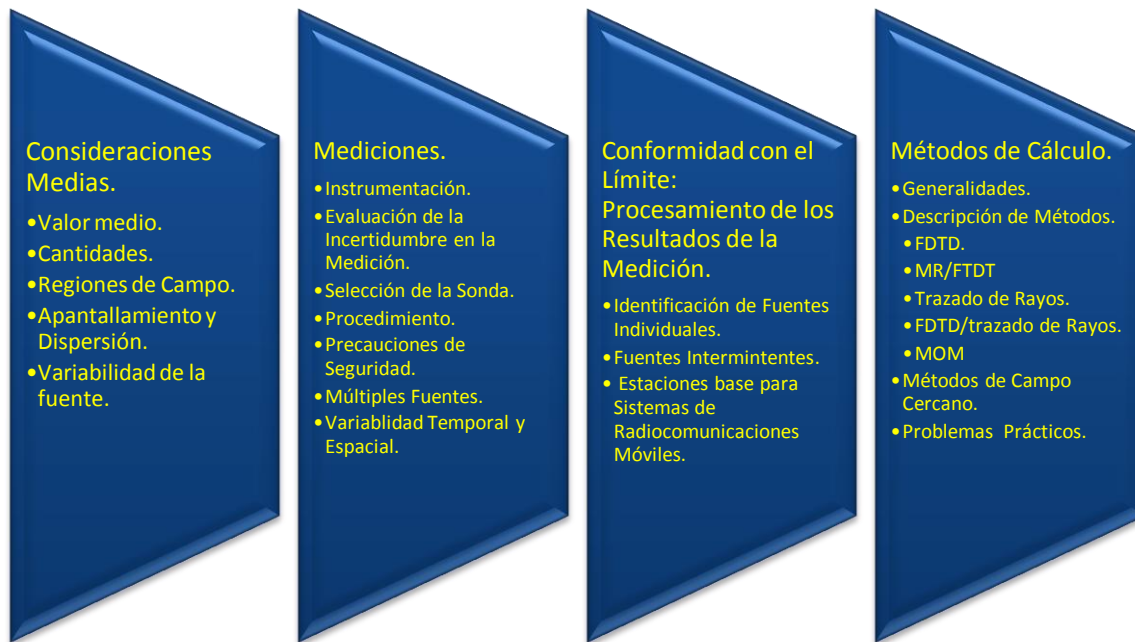 Consideraciones
Medias.
•Valor medio.
•Cantidades.
•Regiones de Campo.
•Apantallamiento y
Dispersión.
•Variabilidad de la
fuente.
Mediciones.
•Instrumentación.
•Evaluación de la
Incertidumbre en la
Medición.
•Selección de la Sonda.
•Procedimiento.
•Precauciones de
Seguridad.
•Múltiples Fuentes.
•Variablidad Temporal y
Espacial.
Conformidad con el
Límite:
Procesamiento de los
Resultados de la
Medición.
•Identificación de Fuentes
Individuales.
•Fuentes Intermintentes.
• Estaciones base para
Sistemas de
Radiocomunicaciones
Móviles.
Métodos de Cálculo.
•Generalidades.
•Descripción de Métodos.
•FDTD.
•MR/FTDT
•Trazado de Rayos.
•FDTD/trazado de Rayos.
•MOM
•Métodos de Campo
Cercano.
•Problemas Prácticos.